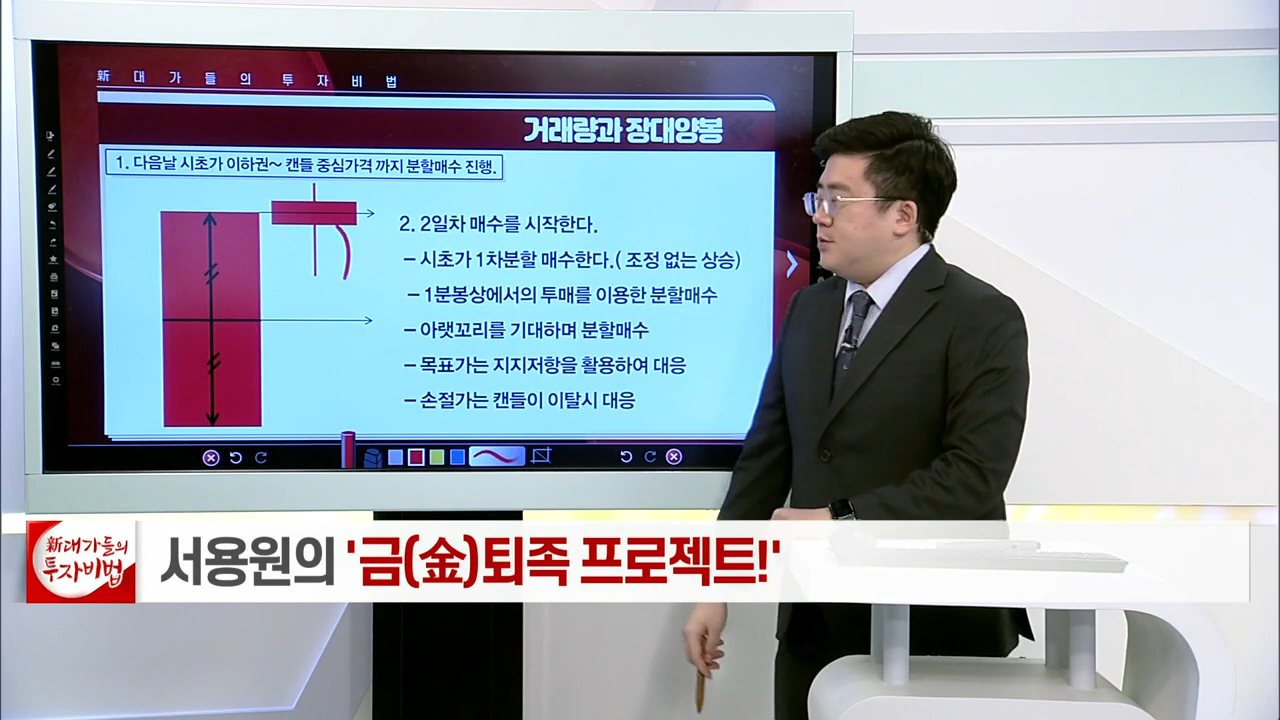 新 대 가 들 의 투 자 비 법
거래량과 장대양봉
1. 다음날 시초가 이하권~ 캔들 중심가격 까지 분할매수 진행.
2. 2일차 매수를 시작한다.
– 시초가 1차분할 매수한다.( 조정 없는 상승)
– 1분봉상에서의 투매를 이용한 분할매수
– 아랫꼬리를 기대하며 분할매수
– 목표가는 지지저항을 활용하여 대응
– 손절가는 캔들이 이탈시 대응
新대가들의
투자비법
서용원의 '금(金)퇴족 프로젝트!'